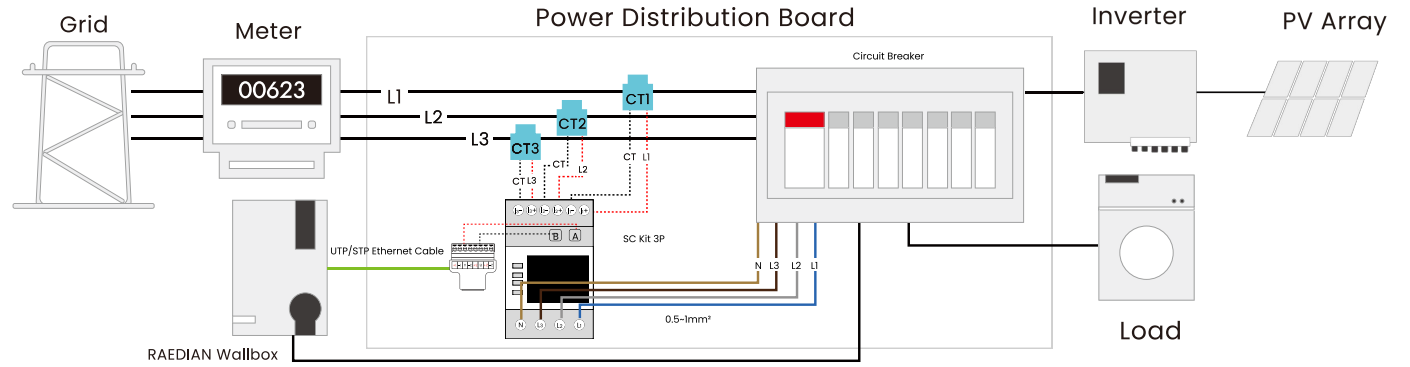 Grid
Meter
Power Distribution Board
Inverter
PV Array
Circuit Breaker
00623
L1
L2
L3
CT1
CT2
CT3
CT
L3
CT
L2
CT
L1
B
A
SC Kit 3P
UTP/STP Ethernet Cable
N
L3
L2
L1
0.5-1mm²
N
L3
L2
L1
RAEDIAN Wallbox
Load